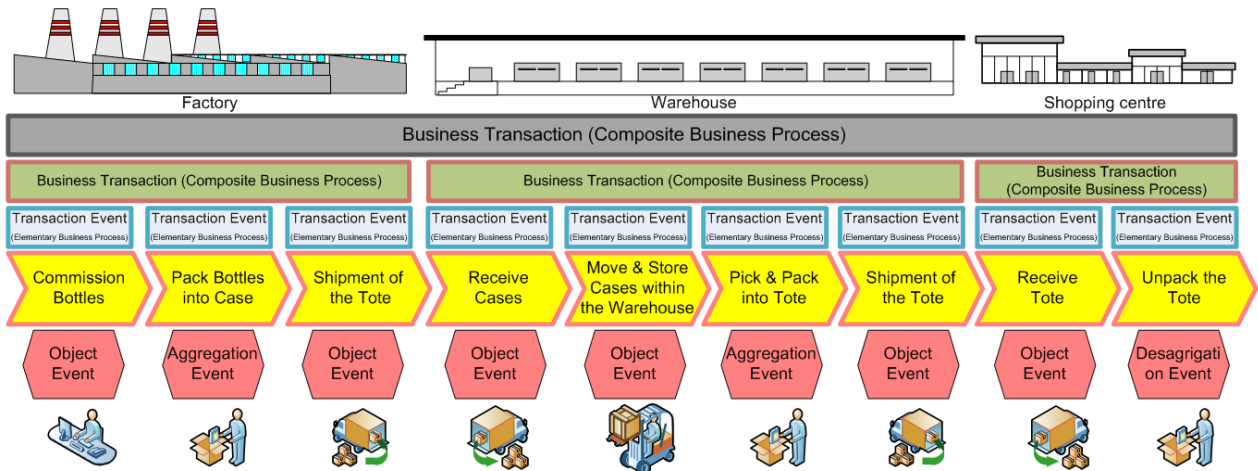 Factory
Warehouse
Shopping centre
Business Transaction (Composite Business Process)
Business Transaction (Composite Business Process)
Business Transaction (Composite Business Process)
Business Transaction
(Composite Business Process)
Transaction Event
(Elementary Business Process)
Transaction Event
(Elementary Business Process)
Transaction Event
(Elementary Business Process)
Transaction Event
(Elementary Business Process)
Transaction Event
(Elementary Business Process)
Transaction Event
(Elementary Business Process)
Transaction Event
(Elementary Business Process)
Transaction Event
(Elementary Business Process)
Transaction Event
(Elementary Business Process)
Commission
Bottles
Pack Bottles
into Case
Shipment of
the Tote
Receive
Cases
Move & Store
Cases within
the Warehouse
Pick & Pack
into Tote
Shipment of
the Tote
Receive
Tote
Unpack the
Tote
Object
Event
Aggregation
Event
Object
Event
Object
Event
Object
Event
Aggregation
Event
Object
Event
Object
Event
Desagrigati
on Event